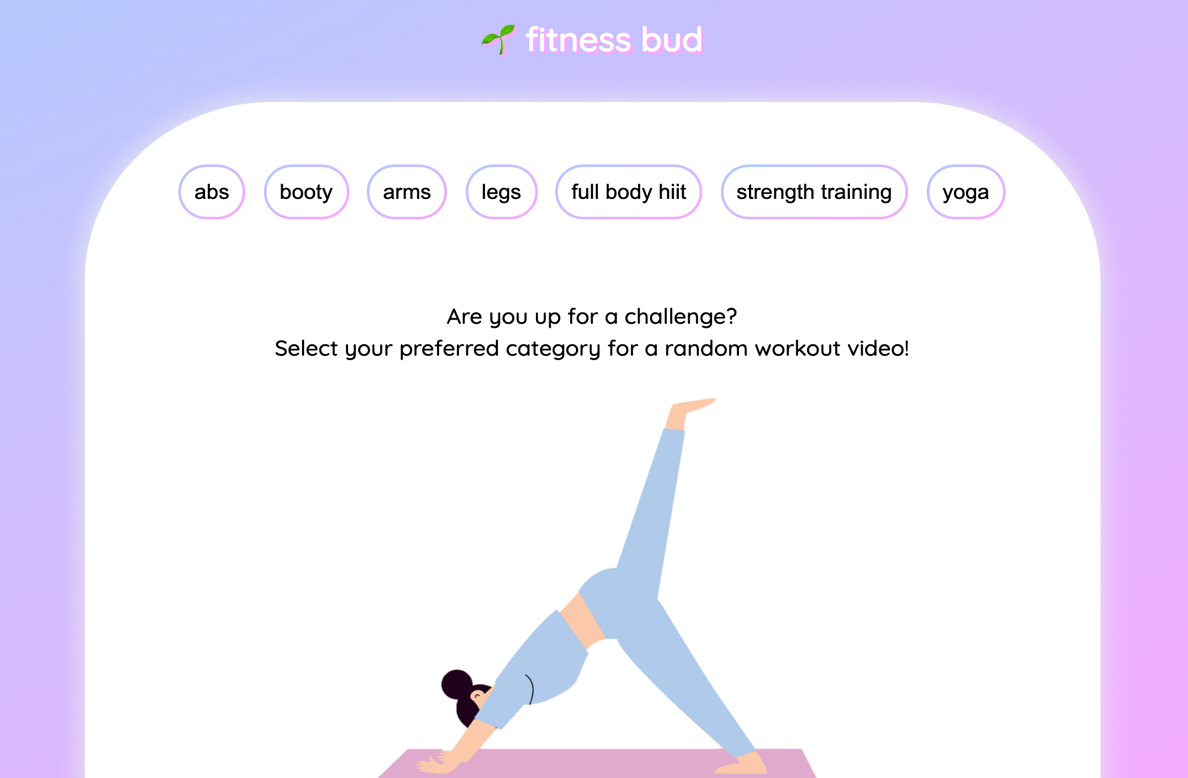 🌱 fitness bud
abs booty arms legs full body hiit strength training yoga
Are you up for a challenge?
Select your preferred category for a random workout video!